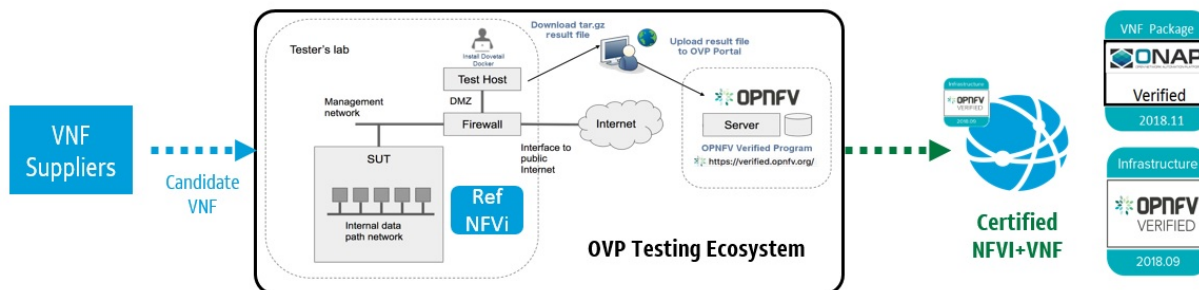 VNF
Suppliers
Candidate
VNF
Tester's lab
Install Dovetail
Docker
Test Host
DMZ
Management
network
Firewall
Internet
Interface to
public
Internet
SUT
Internal data
path network
Ref
NFVi
Download tar.gz
result file
Upload result file
to OVP Portal
OPNFV
Server
OPNFV Verified Program
https://verified.opnfv.org/
OVP Testing Ecosystem
Infrastructure
OPNFV
VERIFIED
2018.09
Certified
NFVI+VNF
VNF Package
ONAP
Verified
2018.11
Infrastructure
OPNFV
VERIFIED
2018.09